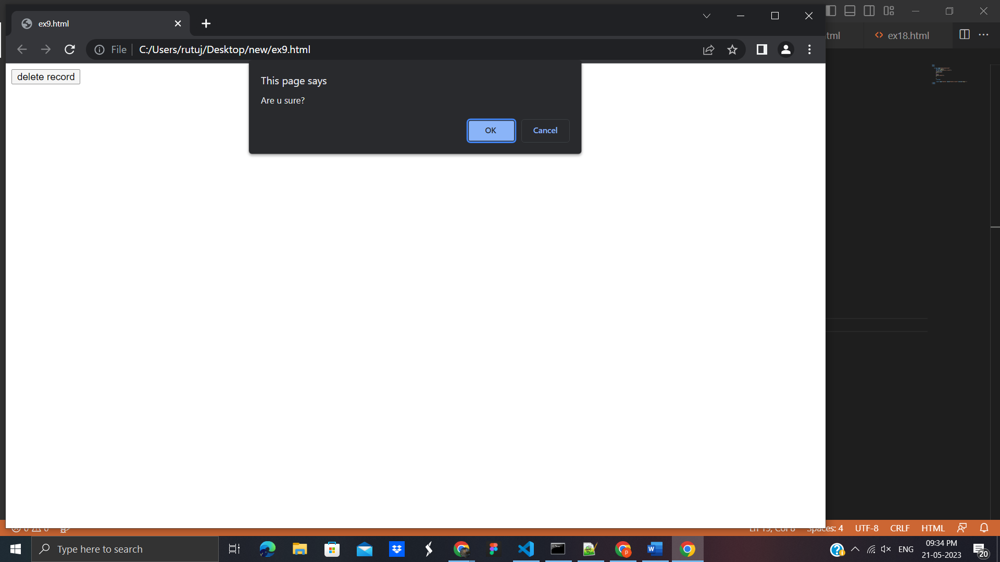 ex9.html
tml
ex18.html
File
C:/Users/rutuj/Desktop/new/ex9.html
delete record
This page says
Are u sure?
OK
Cancel
Spaces: 4
UTF-8
CRLF
HTML
Type here to search
ENG
09:34 PM
21-05-2023
20